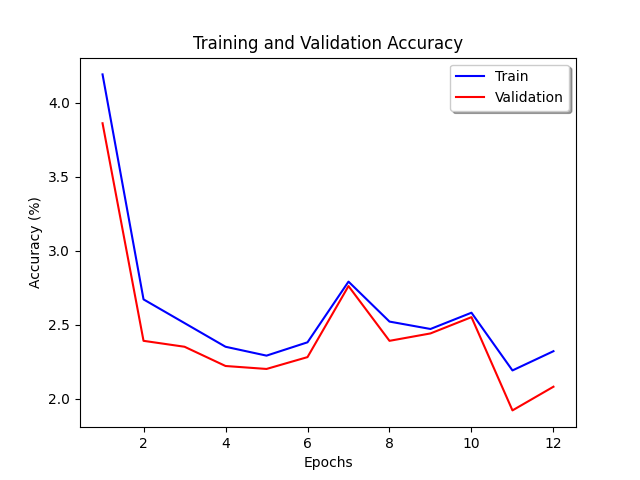 Training and Validation Accuracy
Train
Validation
4.0
3.5
3.0
2.5
2.0
Accuracy (%)
2
4
6
8
10
12
Epochs